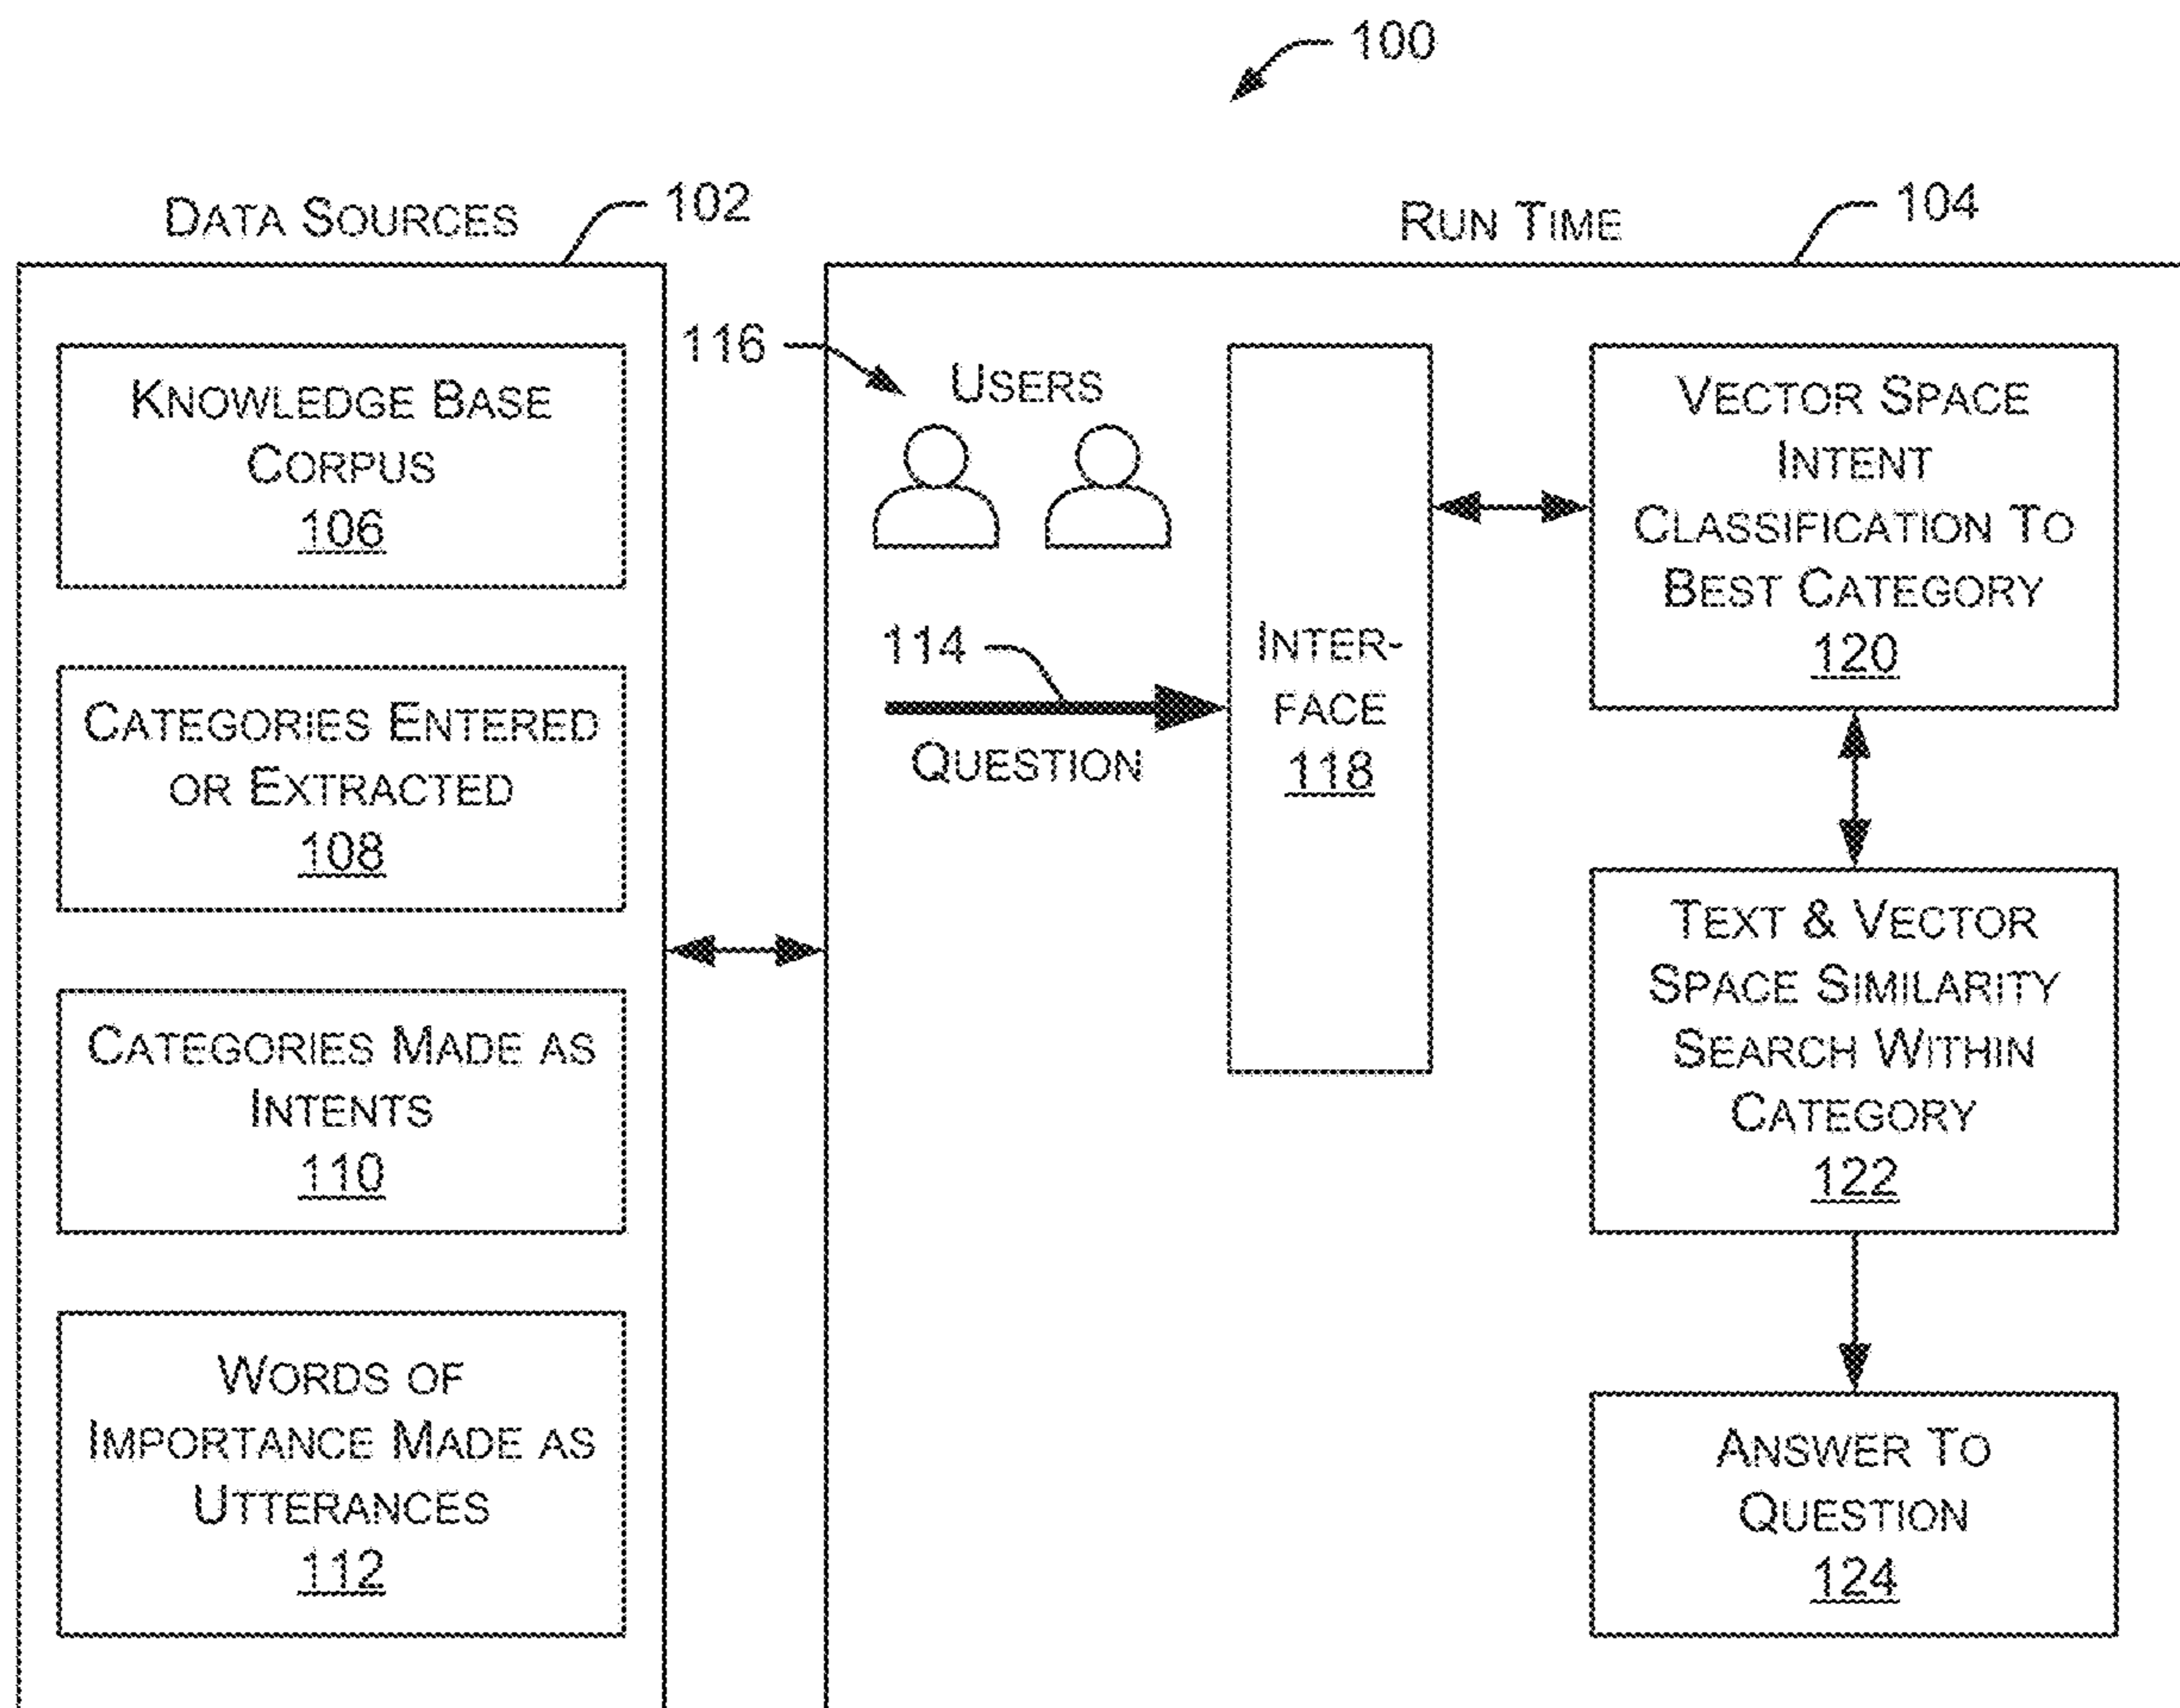 100
DATA SOURCES
102
KNOWLEDGE BASE
CORPUS
106
CATEGORIES ENTERED
OR EXTRACTED
108
CATEGORIES MADE AS
INTENTS
110
WORDS OF
IMPORTANCE MADE AS
UTTERANCES
112
RUN TIME
104
116
USERS
114
QUESTION
INTER-
FACE
118
VECTOR SPACE
INTENT
CLASSIFICATION TO
BEST CATEGORY
120
TEXT & VECTOR
SPACE SIMILARITY
SEARCH WITHIN
CATEGORY
122
ANSWER TO
QUESTION
124